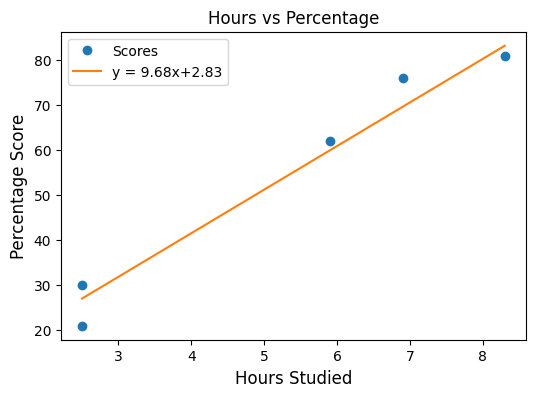 Hours vs Percentage
Scores
y = 9.68x+2.83
Percentage Score
80
70
60
50
40
30
20
3 4 5 6 7 8
Hours Studied